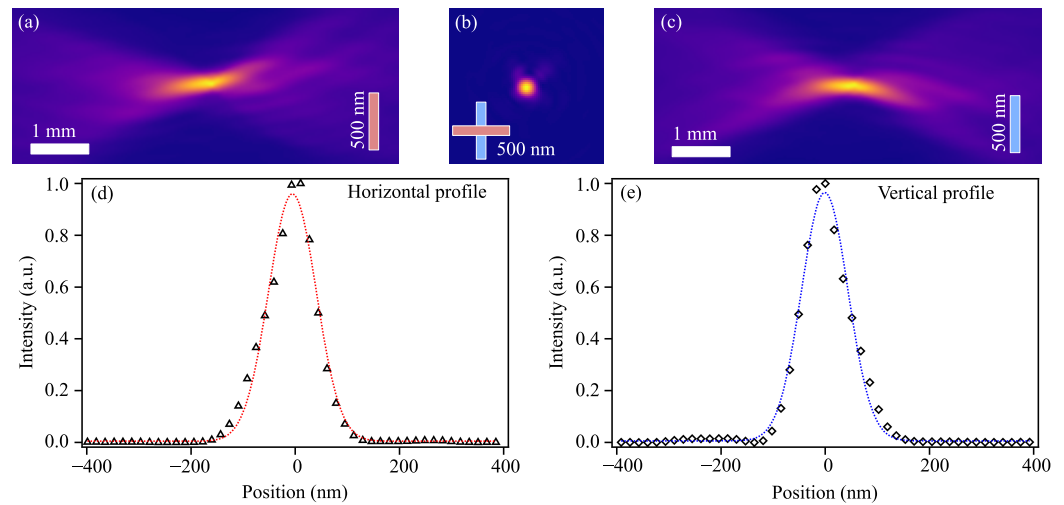 (a)
1 mm
500 nm
(b)
500 nm
(c)
1 mm
500 nm
(d)
Horizontal profile
1.0
0.8
0.6
0.4
0.2
0.0
Intensity (a.u.)
−400
−200
0
200
400
Position (nm)
(e)
Vertical profile
1.0
0.8
0.6
0.4
0.2
0.0
Intensity (a.u.)
−400
−200
0
200
400
Position (nm)